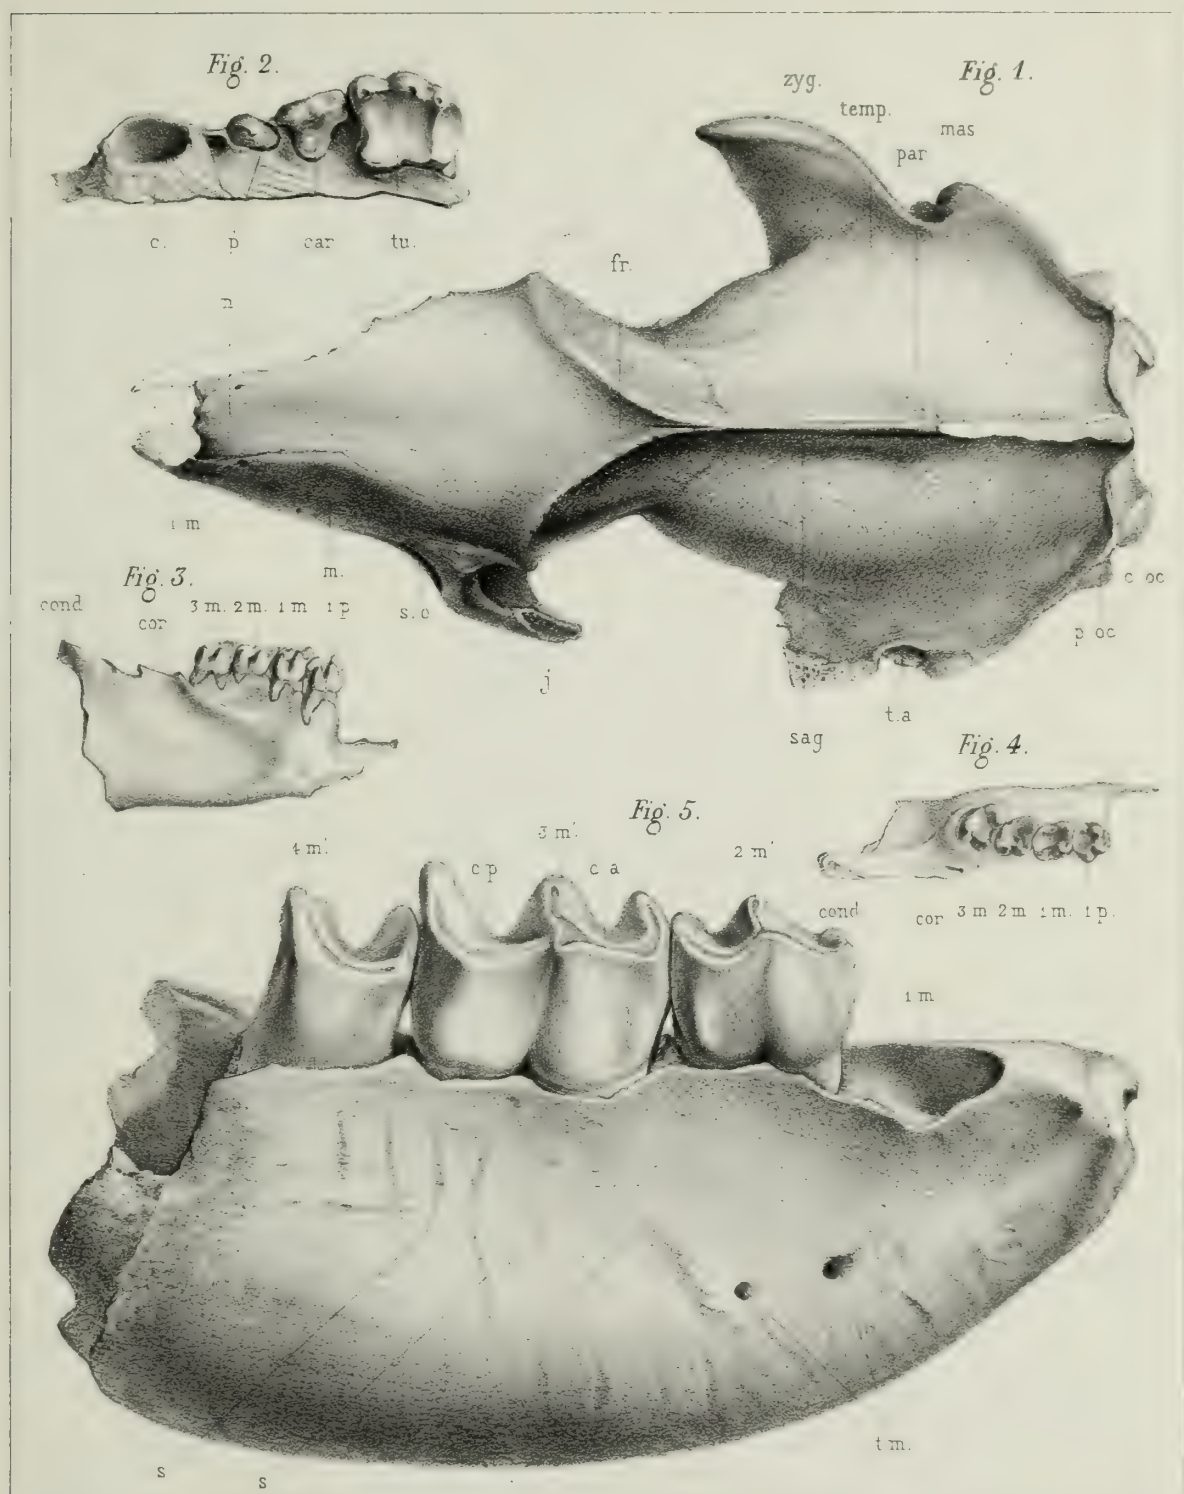 Fig. 2.
zyg.
Fig. 1.
temp.
mas
par
c.
p
car
tu.
fr.
n
i m
m.
Fig. 3.
cond
3 m. 2 m. 1 m 1 p
cor
s.o
c oc
p oc
j
t.a
sag
Fig. 4.
Fig. 5.
4 m'.
3 m'.
2 m'
c p
c a
cond
cor 3 m 2 m 1 m. 1 p.
1 m
t m.
s
s